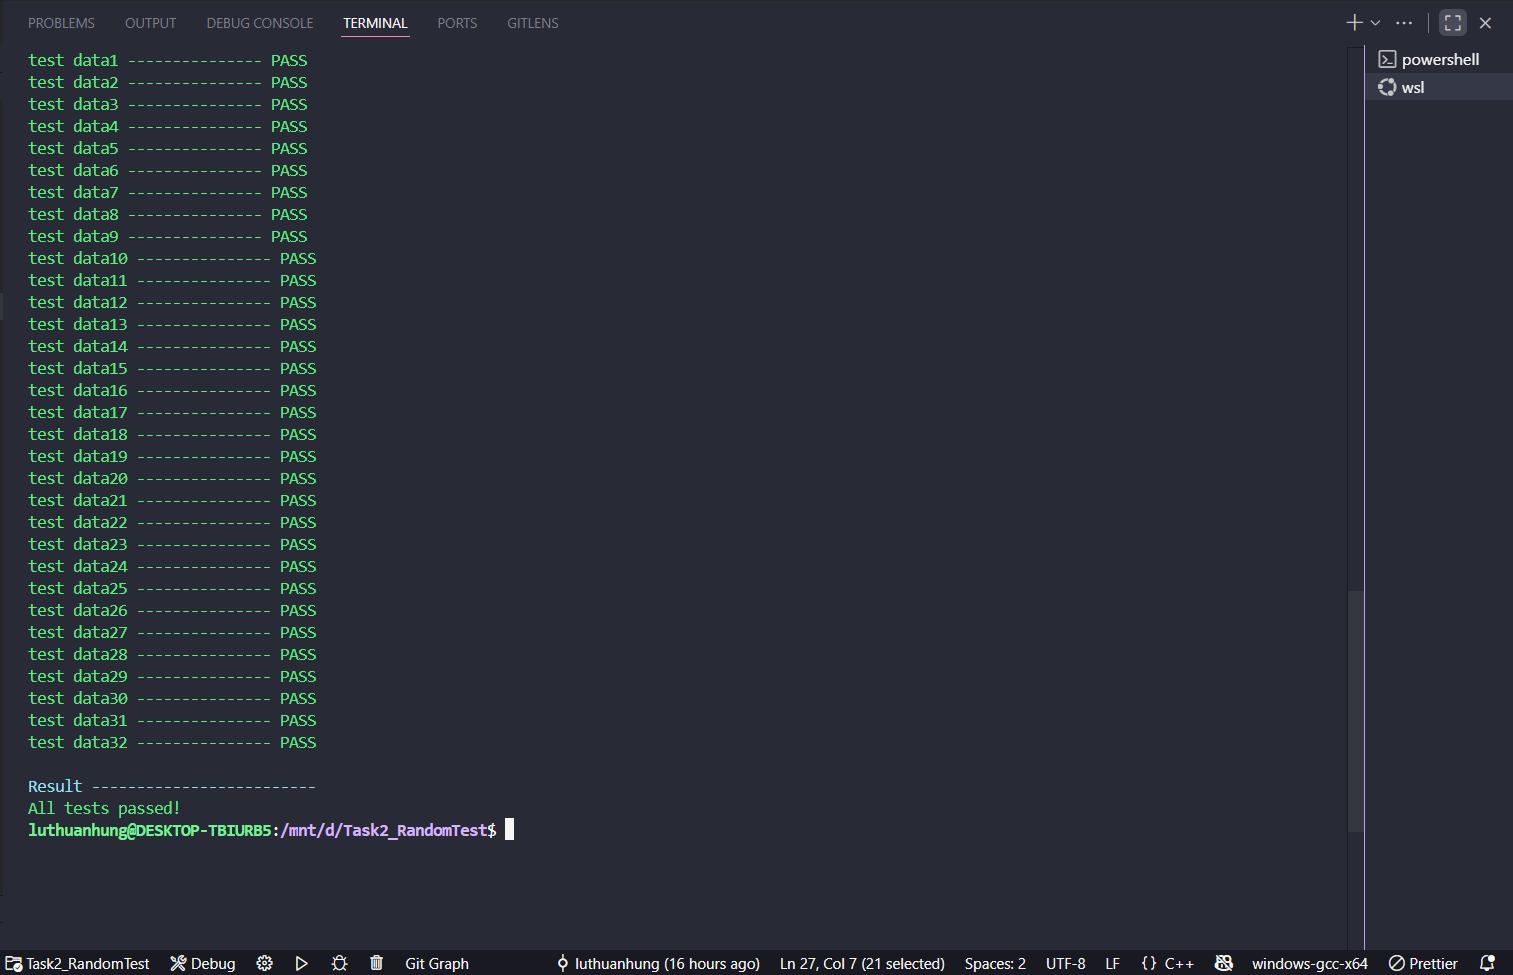 PROBLEMS OUTPUT DEBUG CONSOLE TERMINAL PORTS GITLENS
test data1 --------------- PASS
test data2 --------------- PASS
test data3 --------------- PASS
test data4 --------------- PASS
test data5 --------------- PASS
test data6 --------------- PASS
test data7 --------------- PASS
test data8 --------------- PASS
test data9 --------------- PASS
test data10 --------------- PASS
test data11 --------------- PASS
test data12 --------------- PASS
test data13 --------------- PASS
test data14 --------------- PASS
test data15 --------------- PASS
test data16 --------------- PASS
test data17 --------------- PASS
test data18 --------------- PASS
test data19 --------------- PASS
test data20 --------------- PASS
test data21 --------------- PASS
test data22 --------------- PASS
test data23 --------------- PASS
test data24 --------------- PASS
test data25 --------------- PASS
test data26 --------------- PASS
test data27 --------------- PASS
test data28 --------------- PASS
test data29 --------------- PASS
test data30 --------------- PASS
test data31 --------------- PASS
test data32 --------------- PASS
Result -------------------------
All tests passed!
luthuanhung@DESKTOP-TBIURB5:/mnt/d/Task2_RandomTest$
powershell
wsl
Task2_RandomTest Debug Git Graph luthuanhung (16 hours ago) Ln 27, Col 7 (21 selected) Spaces: 2 UTF-8 LF {} C++ windows-gcc-x64 Prettier